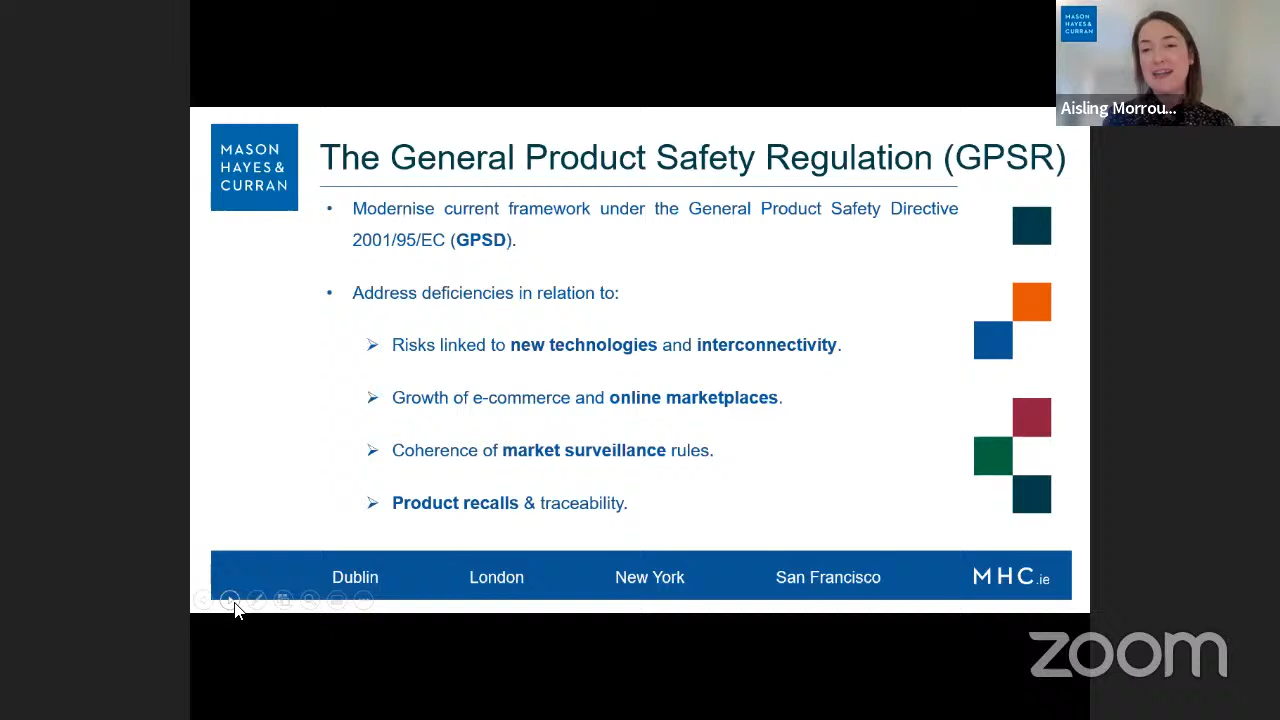 MASON
HAYES &
CURRAN
Aisling Morrou...
MASON
HAYES &
CURRAN
The General Product Safety Regulation (GPSR)
• Modernise current framework under the General Product Safety Directive
2001/95/EC (GPSD).
• Address deficiencies in relation to:
➢ Risks linked to new technologies and interconnectivity.
➢ Growth of e-commerce and online marketplaces.
➢ Coherence of market surveillance rules.
➢ Product recalls & traceability.
Dublin London New York San Francisco MHC.ie
zoom